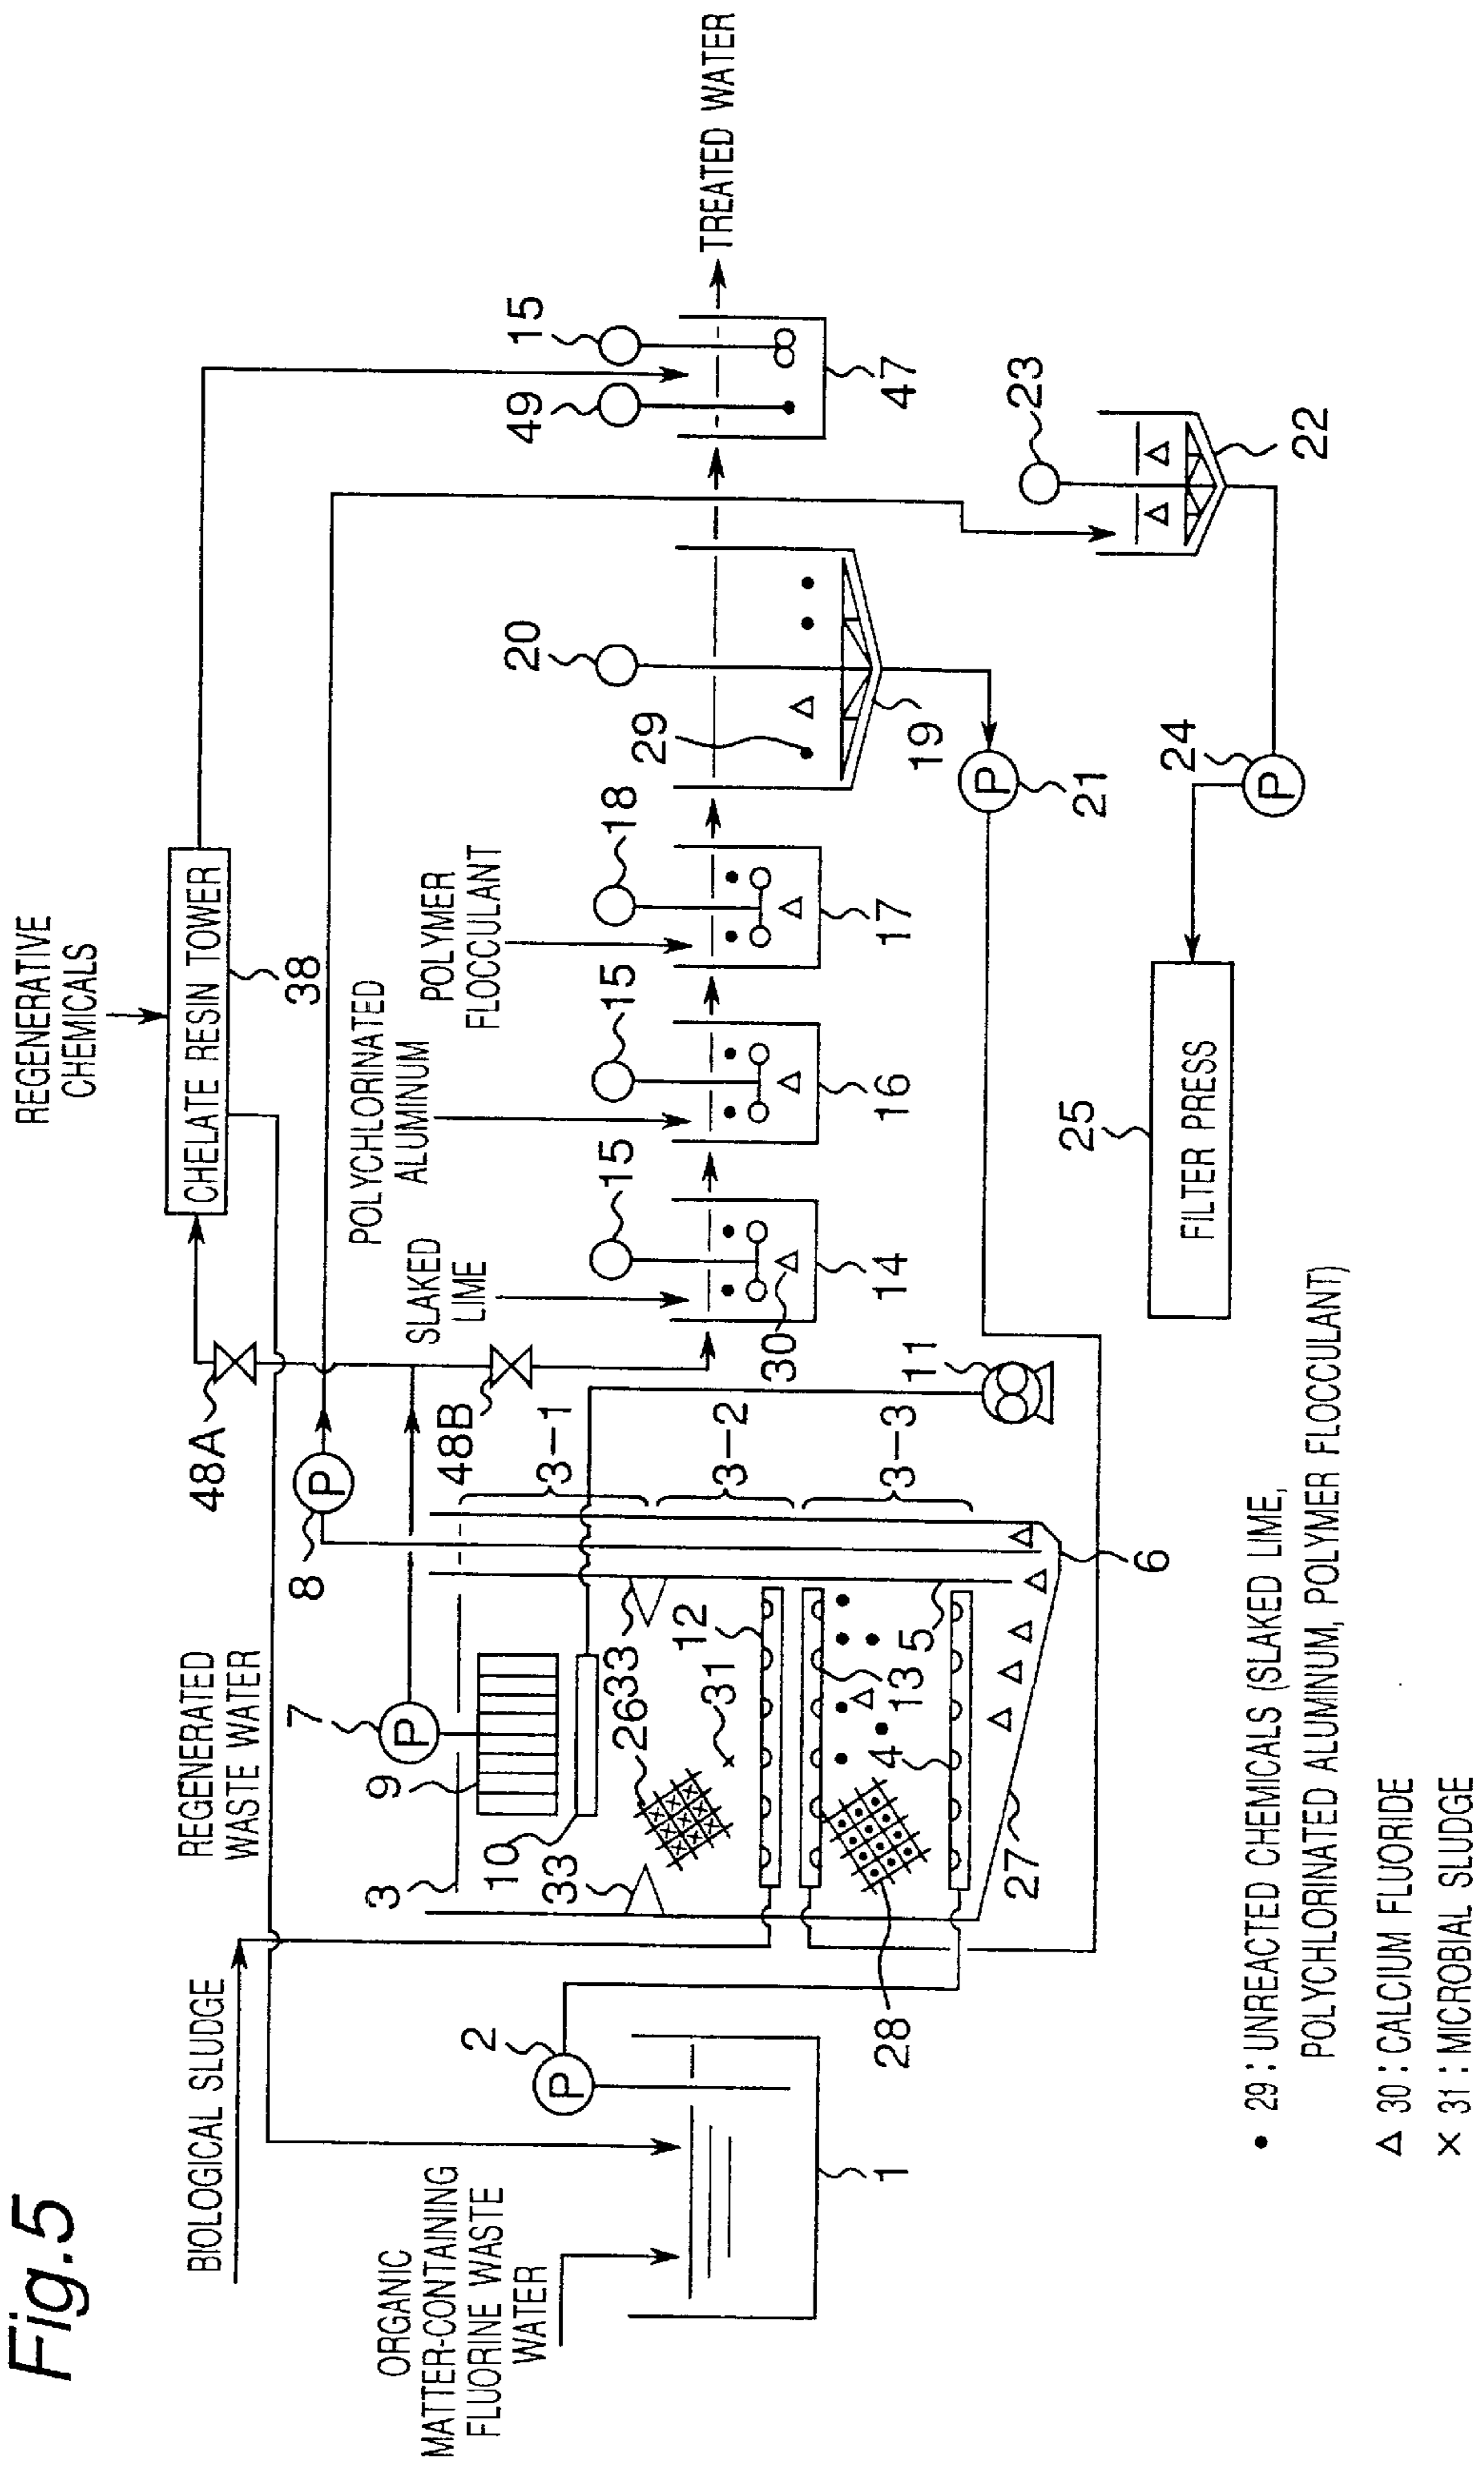 Fig.5
REGENERATIVE
CHEMICALS
CHELATE RESIN TOWER
38
BIOLOGICAL SLUDGE
REGENERATED
WASTE WATER
48A
8
7
48B
ORGANIC
MATTER-CONTAINING
FLUORINE WASTE
WATER
1
2
3
9
10
33
33
26
31
12
13
5
4
28
27
6
3-1
3-2
3-3
11
SLAKED
LIME
15
30
14
POLYCHLORINATED
ALUMINUM
15
16
POLYMER
FLOCCULANT
18
17
29
20
19
49
15
47
TREATED WATER
P
P
P
P
21
23
22
P
24
25
FILTER PRESS
• 29 : UNREACTED CHEMICALS (SLAKED LIME,
POLYCHLORINATED ALUMINUM, POLYMER FLOCCULANT)
△ 30 : CALCIUM FLUORIDE
× 31 : MICROBIAL SLUDGE